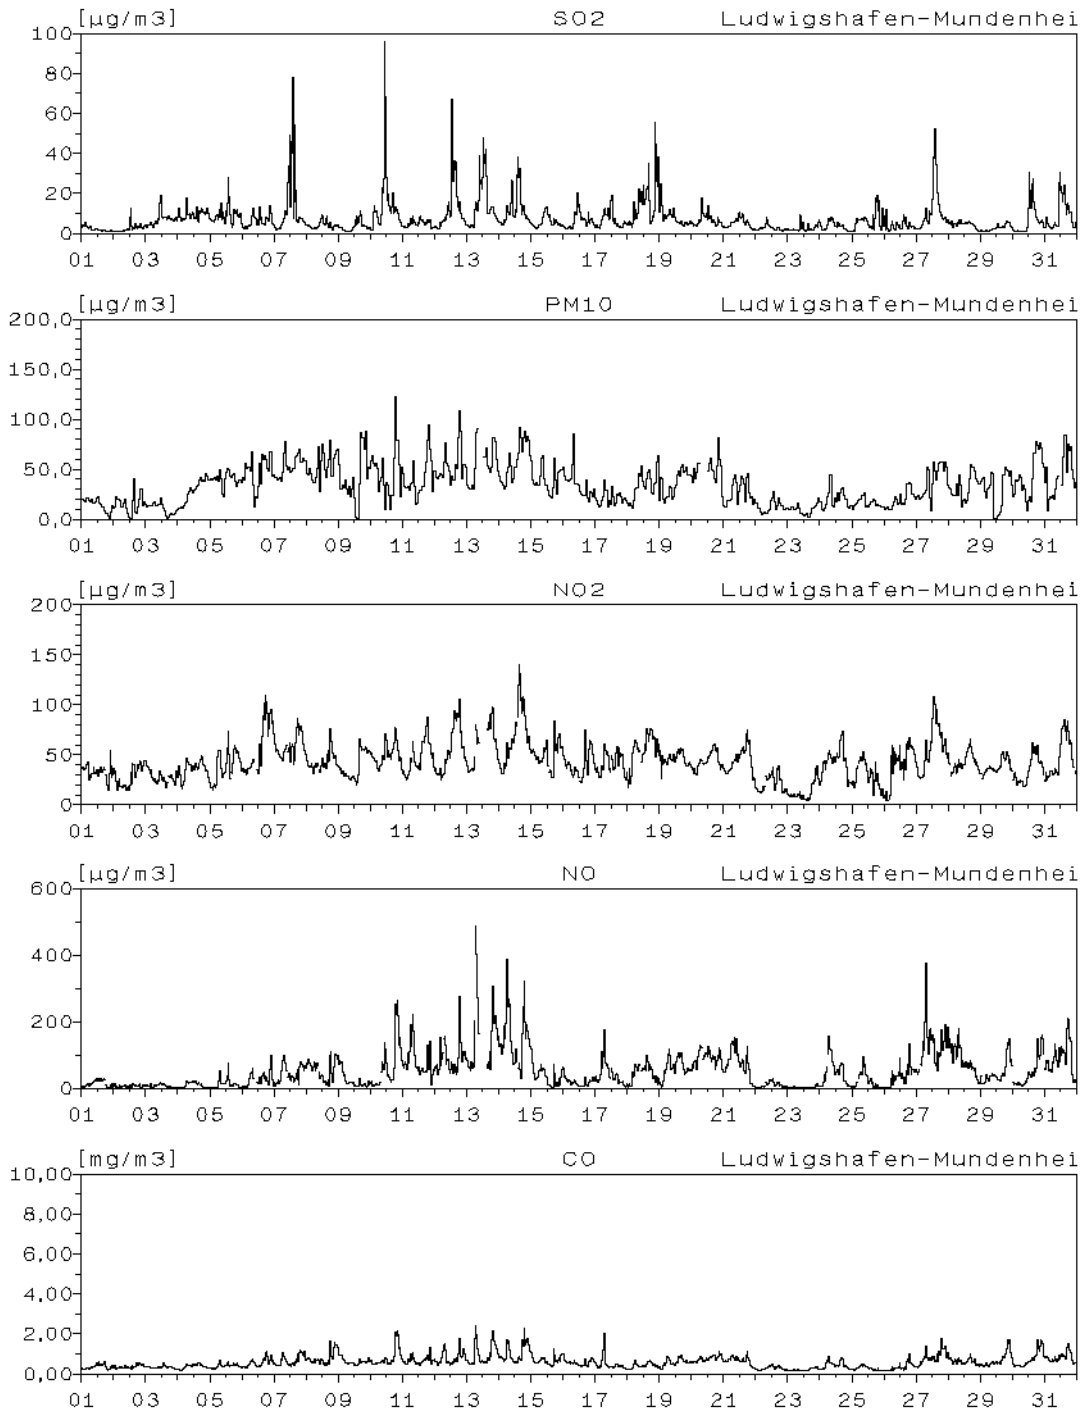 [µg/m3] SO2 Ludwigshafen-Mundenhei
100
80
60
40
20
0
01 03 05 07 09 11 13 15 17 19 21 23 25 27 29 31
[µg/m3] PM10 Ludwigshafen-Mundenhei
200,0
150,0
100,0
50,0
0,0
01 03 05 07 09 11 13 15 17 19 21 23 25 27 29 31
[µg/m3] NO2 Ludwigshafen-Mundenhei
200
150
100
50
0
01 03 05 07 09 11 13 15 17 19 21 23 25 27 29 31
[µg/m3] NO Ludwigshafen-Mundenhei
600
400
200
0
01 03 05 07 09 11 13 15 17 19 21 23 25 27 29 31
[mg/m3] CO Ludwigshafen-Mundenhei
10,00
8,00
6,00
4,00
2,00
0,00
01 03 05 07 09 11 13 15 17 19 21 23 25 27 29 31